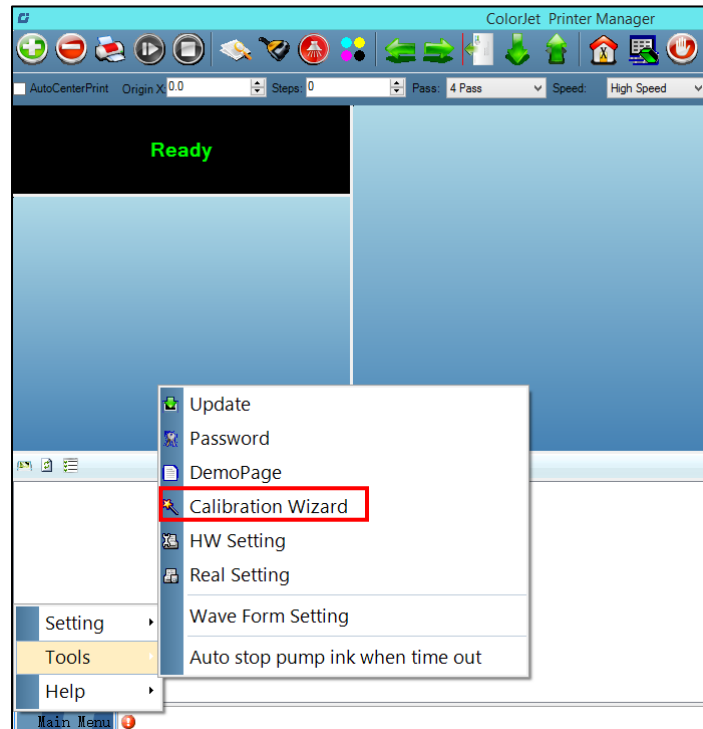 ColorJet Printer Manager
AutoCenterPrint Origin X: 0.0 Steps: 0 Pass: 4 Pass Speed: High Speed
Ready
Update
Password
DemoPage
Calibration Wizard
HW Setting
Real Setting
Wave Form Setting
Auto stop pump ink when time out
Setting
Tools
Help
Main Menu